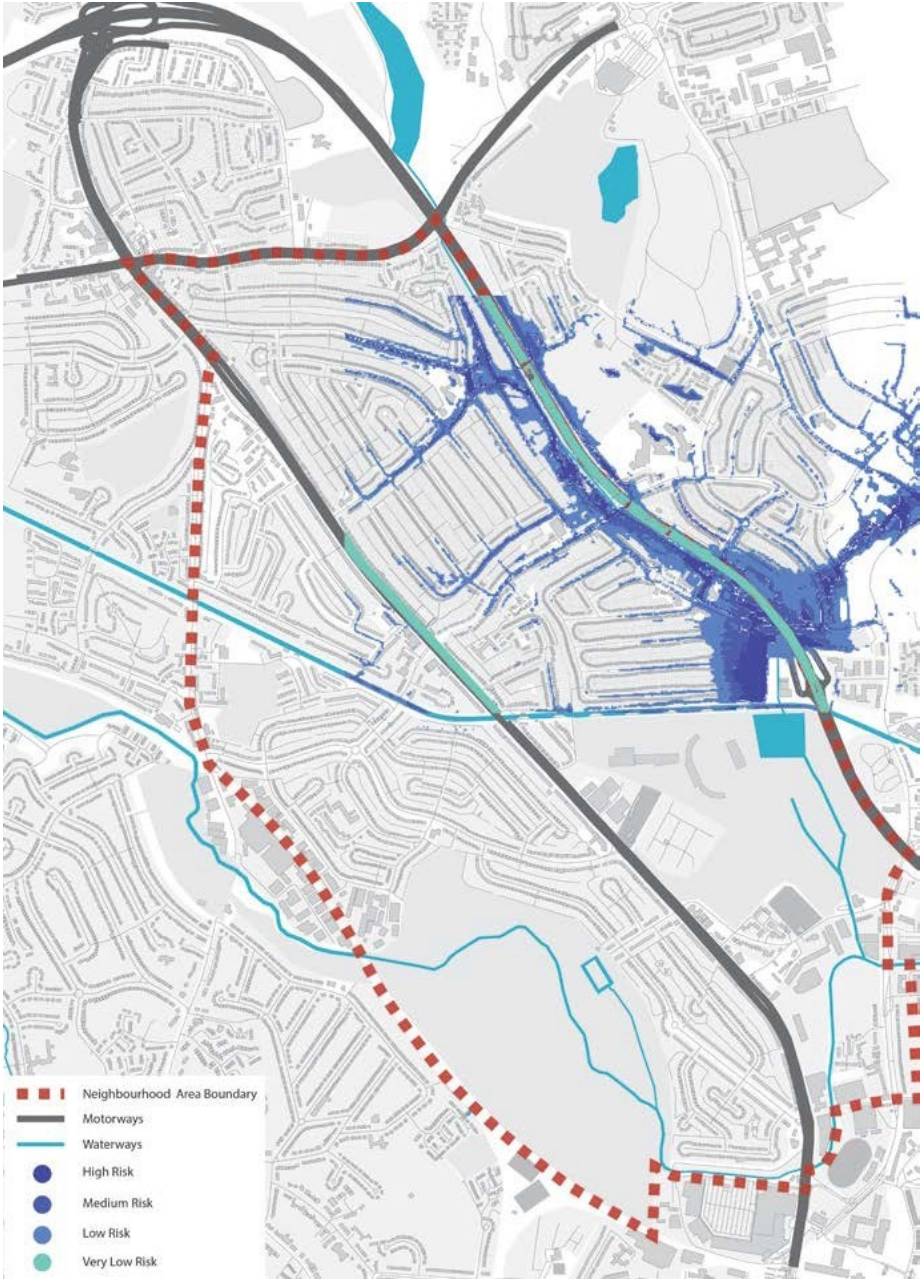 Neighbourhood Area Boundary
Motorways
Waterways
High Risk
Medium Risk
Low Risk
Very Low Risk